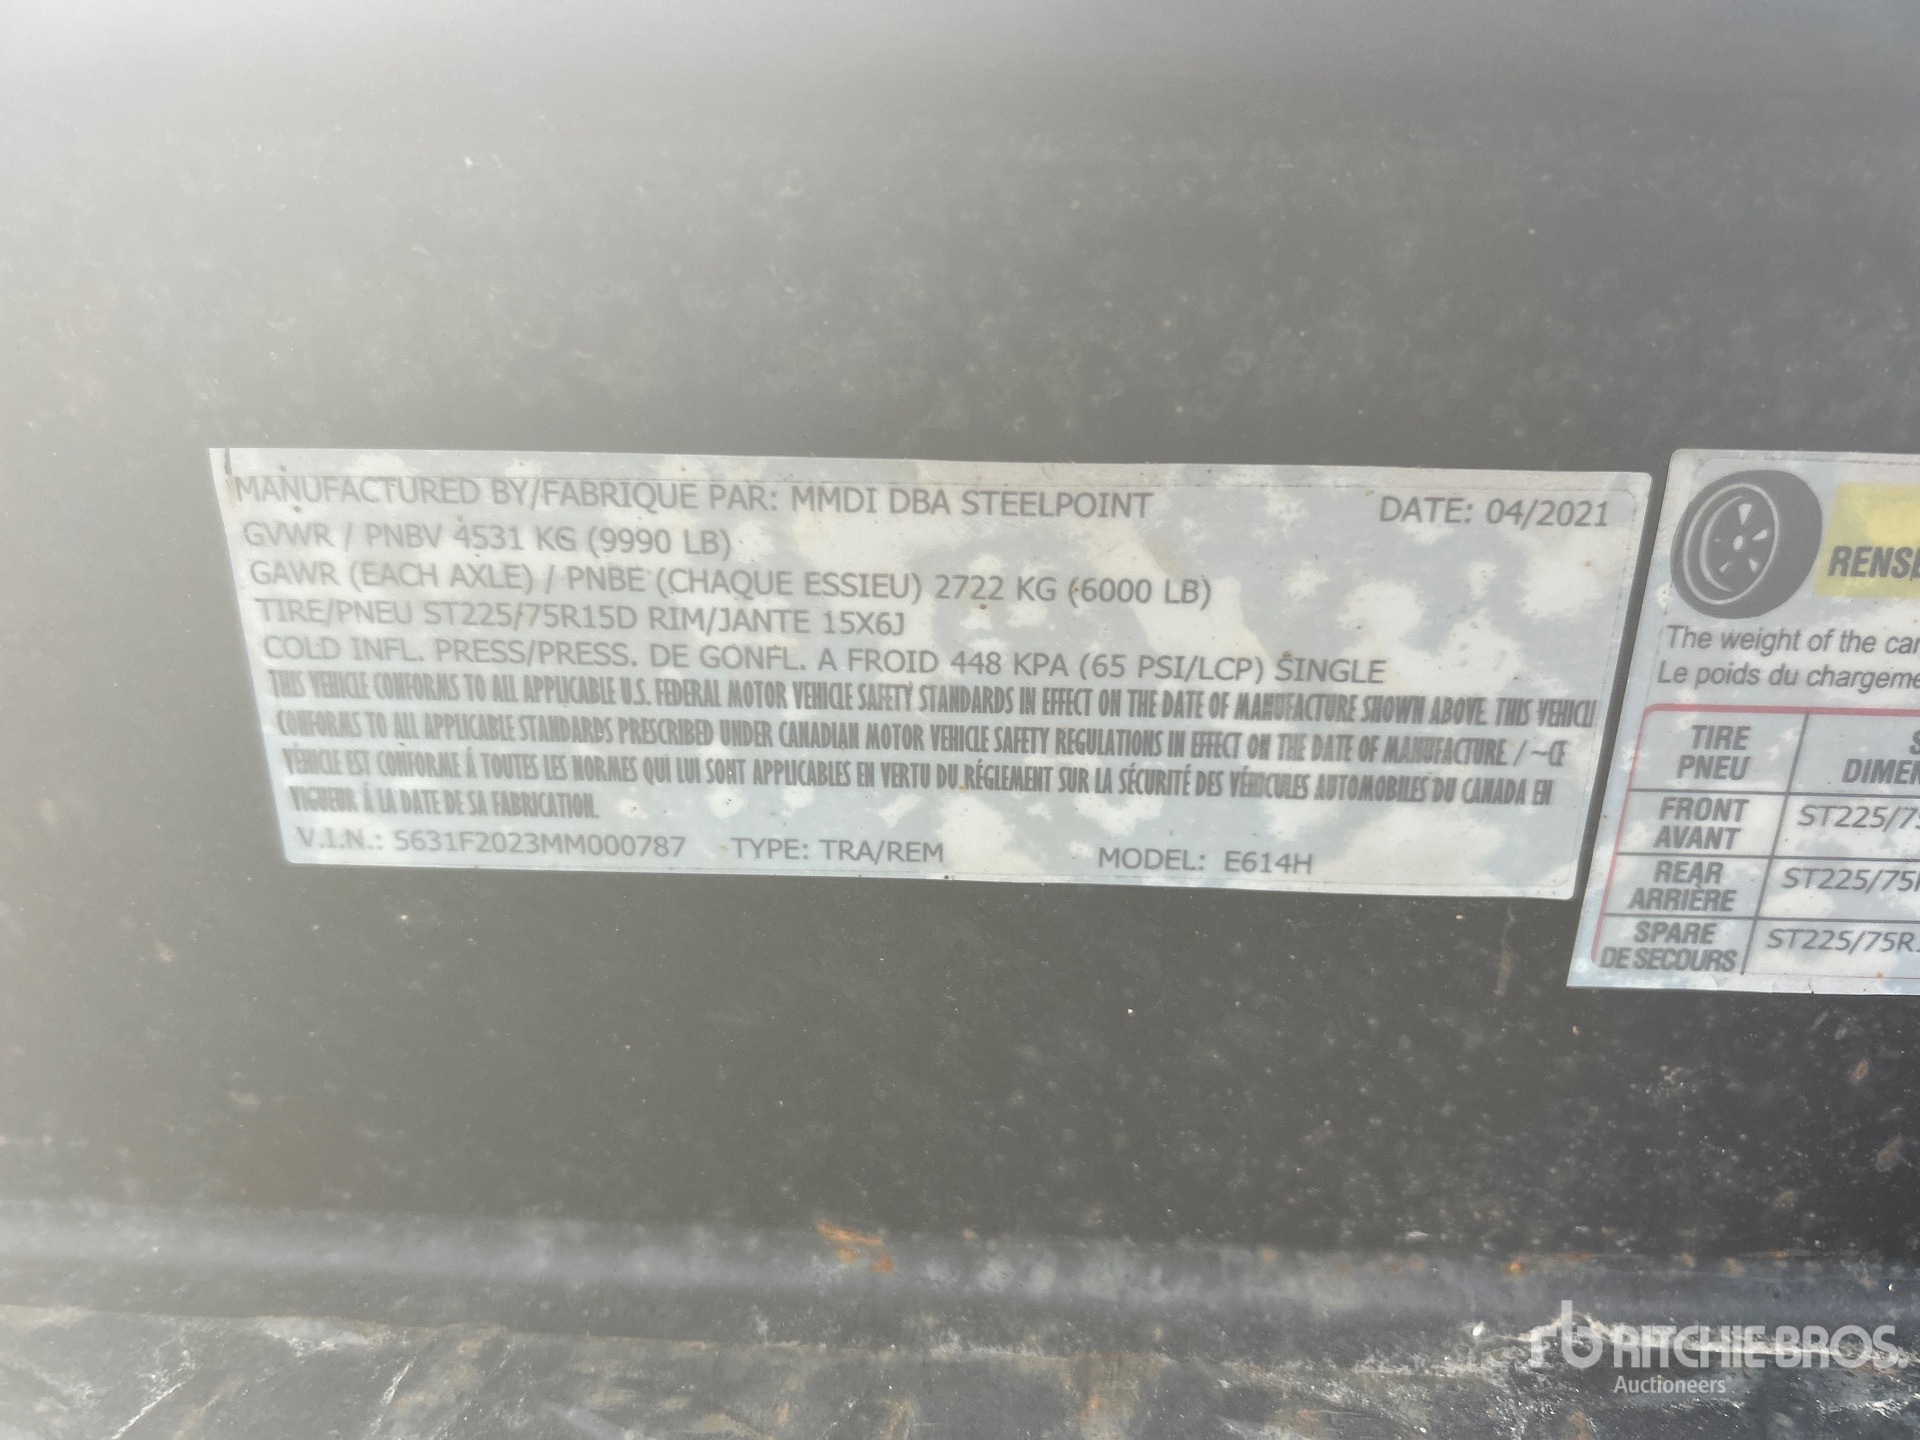 MANUFACTURED BY/FABRIQUE PAR: MMDI DBA STEELPOINT DATE: 04/2021
GVWR / PNBV 4531 KG (9990 LB)
GAWR (EACH AXLE) / PNBE (CHAQUE ESSIEU) 2722 KG (6000 LB)
TIRE/PNEU ST225/75R15D RIM/JANTE 15X6J
COLD INFL. PRESS/PRESS. DE GONFL. A FROID 448 KPA (65 PSI/LCP) SINGLE
THIS VEHICLE CONFORMS TO ALL APPLICABLE U.S. FEDERAL MOTOR VEHICLE SAFETY STANDARDS IN EFFECT ON THE DATE OF MANUFACTURE SHOWN ABOVE. THIS VEHICLE
CONFORMS TO ALL APPLICABLE STANDARDS PRESCRIBED UNDER CANADIAN MOTOR VEHICLE SAFETY REGULATIONS IN EFFECT ON THE DATE OF MANUFACTURE. / ~CE
VÉHICLE EST CONFORME À TOUTES LES NORMES QUI LUI SONT APPLICABLES EN VERTU DU RÉGLEMENT SUR LA SÉCURITÉ DES VÉHICULES AUTOMOBILES DU CANADA EN
VIGUEUR À LA DATE DE SA FABRICATION.
V.I.N.: 5631F2023MM000787 TYPE: TRA/REM MODEL: E614H
RENSE
The weight of the car
Le poids du chargeme
TIRE
PNEU
DIMEN
FRONT
AVANT
ST225/75
REAR
ARRIÈRE
ST225/75R
SPARE
DE SECOURS
ST225/75R
rb RITCHIE BROS.
Auctioneers